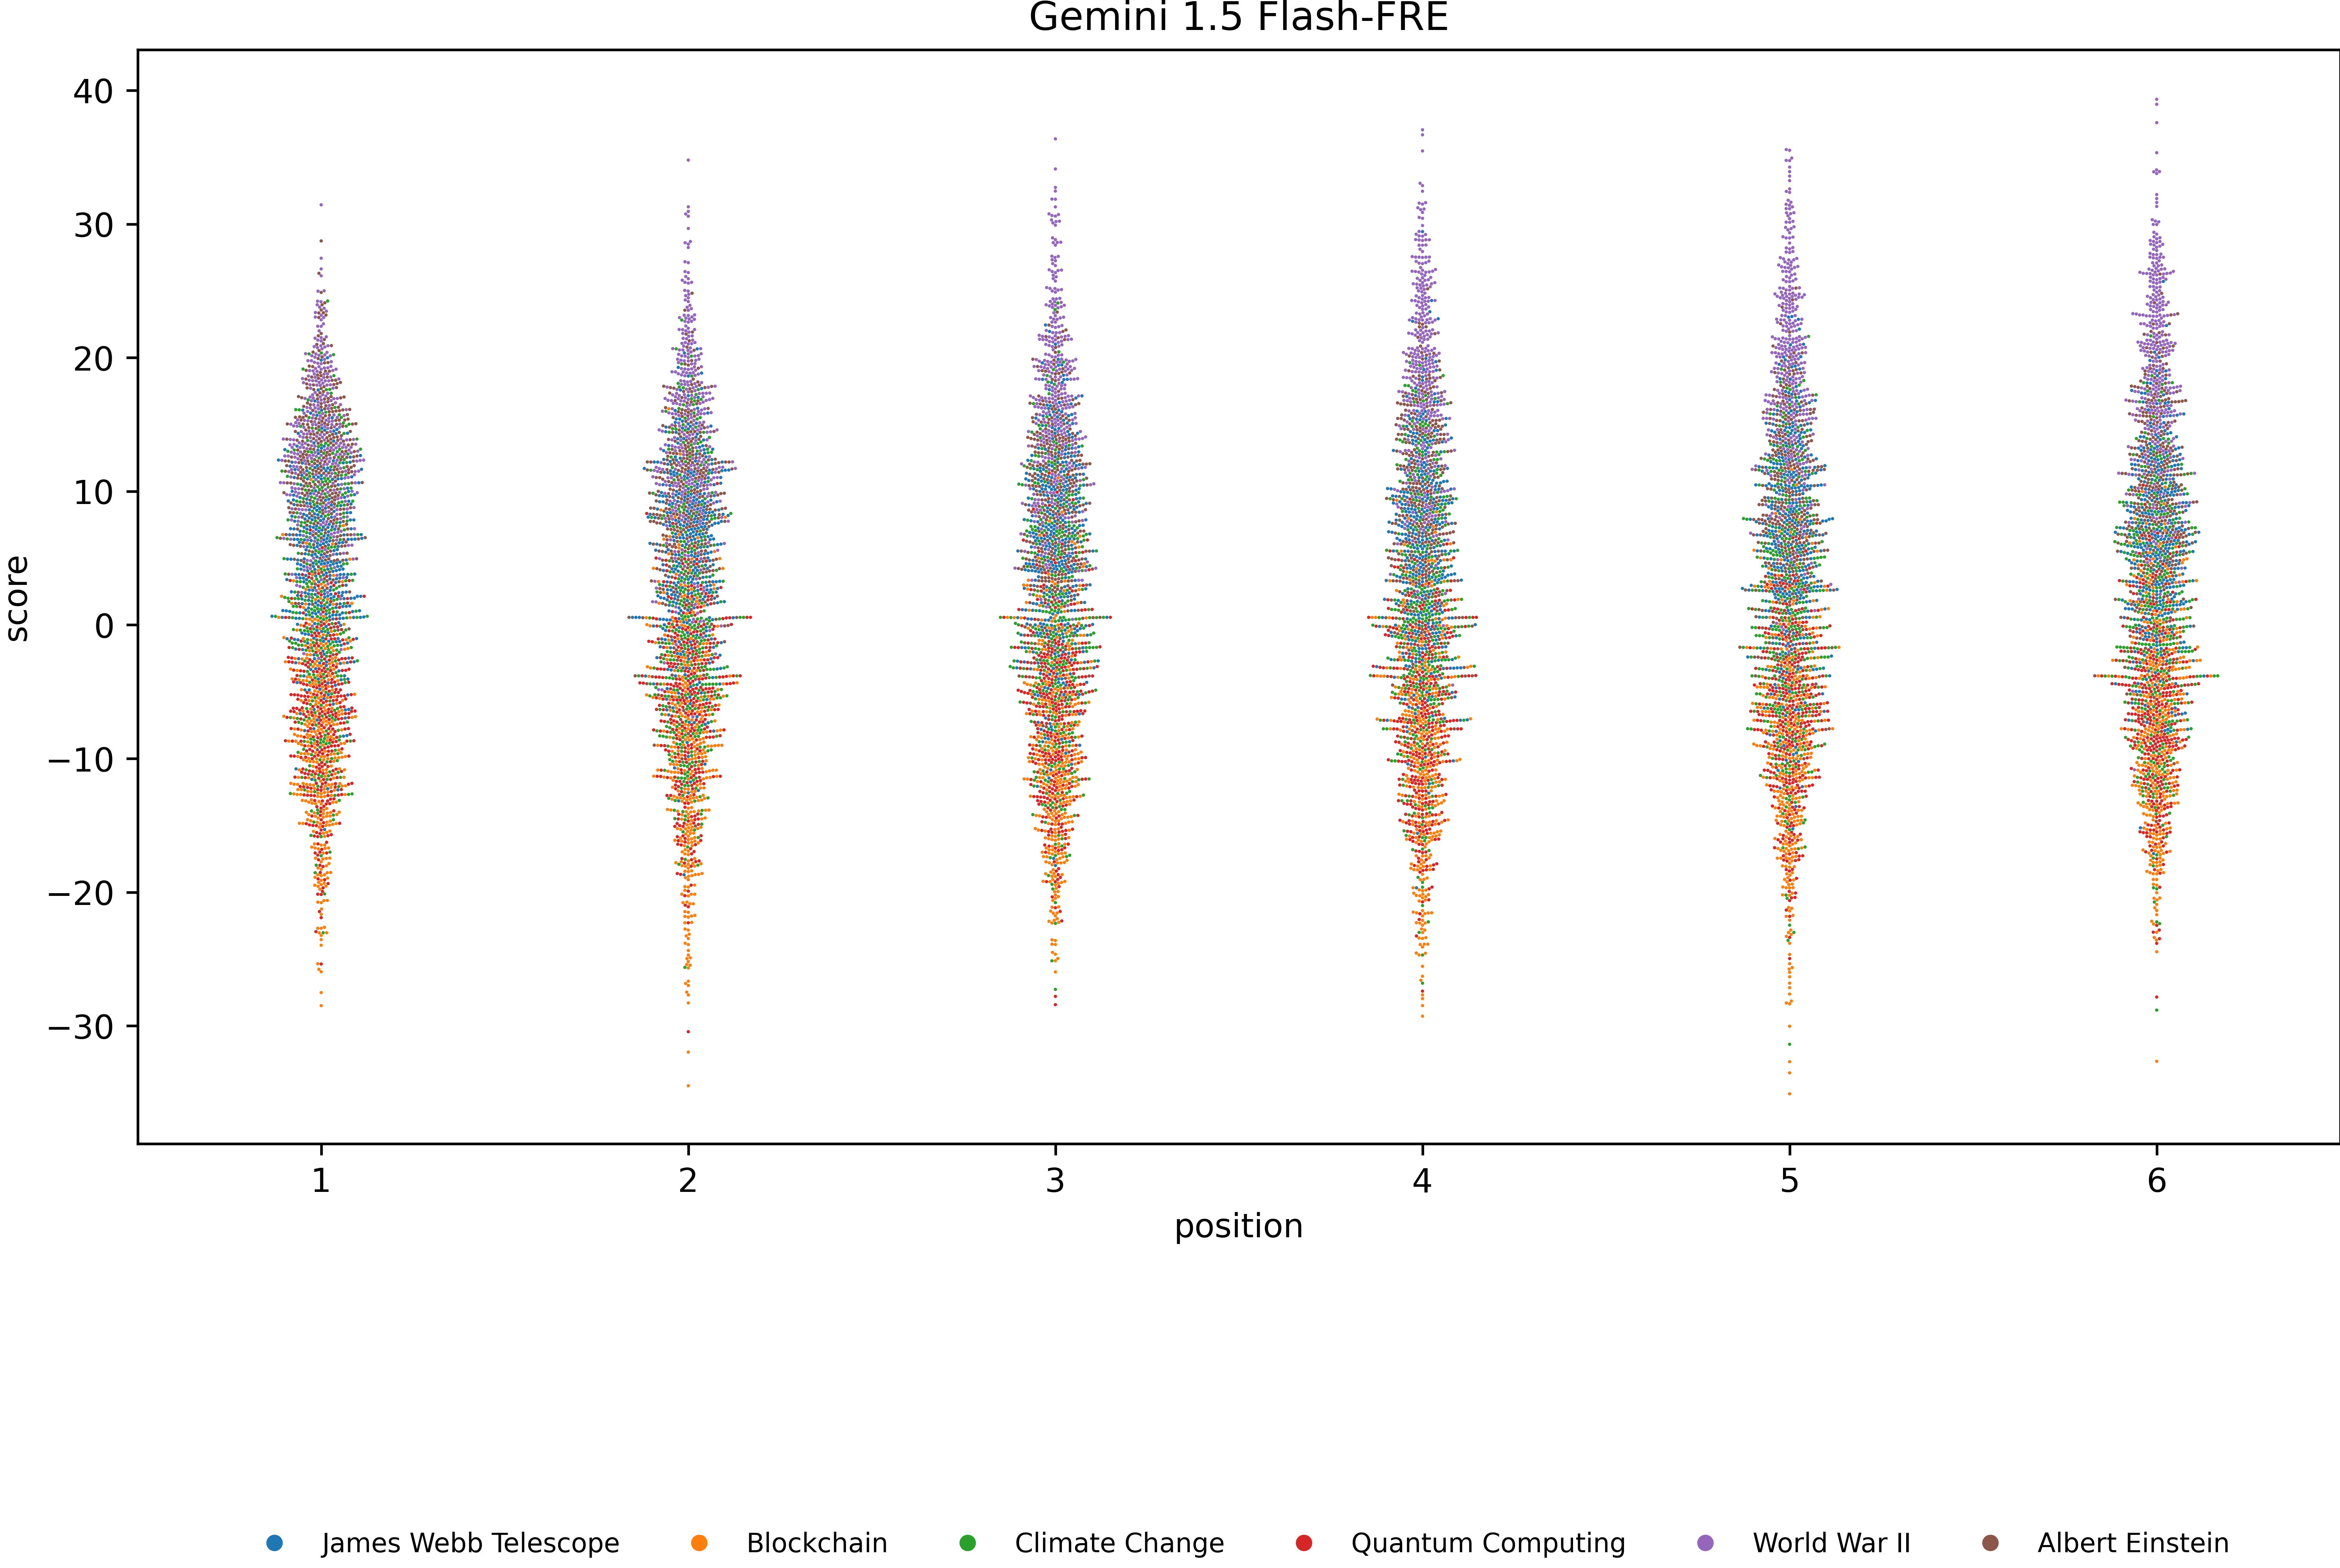 Gemini 1.5 Flash-FRE
40
30
20
10
0
−10
−20
−30
score
1 2 3 4 5 6
position
James Webb Telescope Blockchain Climate Change Quantum Computing World War II Albert Einstein